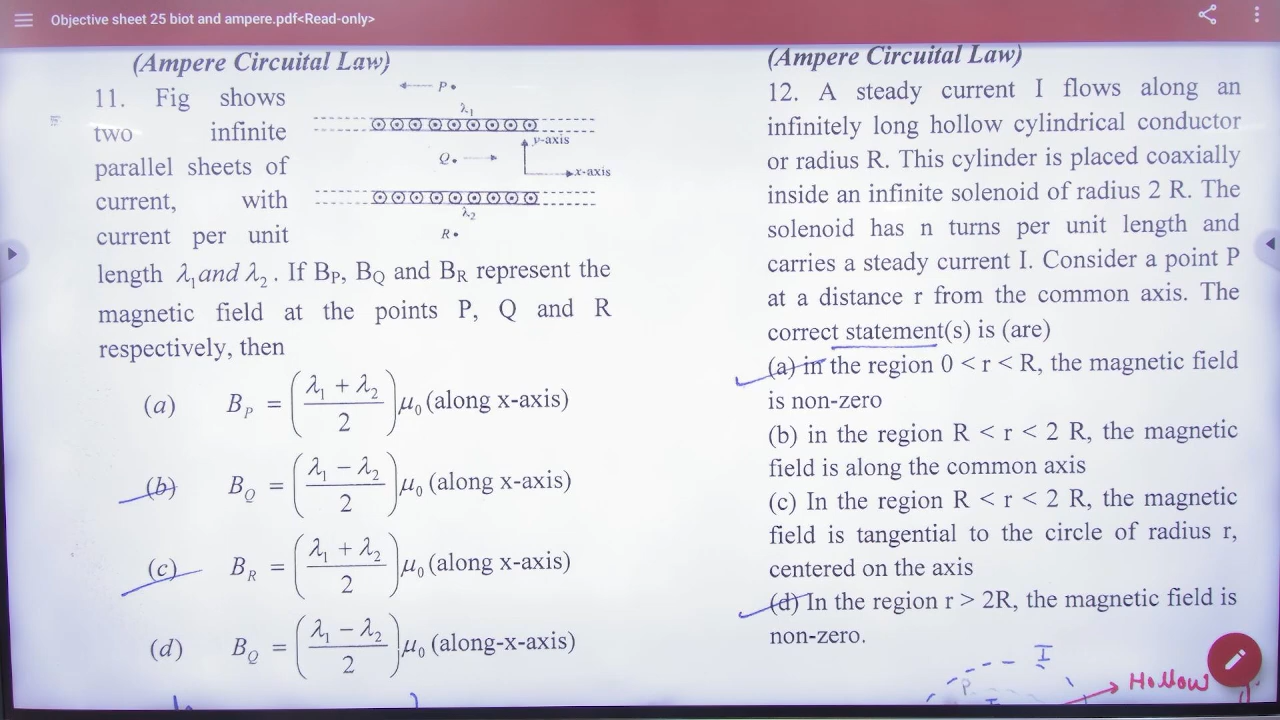 Objective sheet 25 biot and ampere.pdf<Read-only>
(Ampere Circuital Law)
11. Fig shows
two infinite
parallel sheets of
current, with
current per unit
length λ₁ and λ₂. If B_P, B_Q and B_R represent the
magnetic field at the points P, Q and R
respectively, then
P
λ₁
y-axis
Q
x-axis
λ₂
R
(a) B_P = ((λ₁ + λ₂)/2) μ₀ (along x-axis)
(b) B_Q = ((λ₁ − λ₂)/2) μ₀ (along x-axis)
(c) B_R = ((λ₁ + λ₂)/2) μ₀ (along x-axis)
(d) B_Q = ((λ₁ − λ₂)/2) μ₀ (along-x-axis)
(Ampere Circuital Law)
12. A steady current I flows along an
infinitely long hollow cylindrical conductor
or radius R. This cylinder is placed coaxially
inside an infinite solenoid of radius 2 R. The
solenoid has n turns per unit length and
carries a steady current I. Consider a point P
at a distance r from the common axis. The
correct statement(s) is (are)
(a) in the region 0 < r < R, the magnetic field
is non-zero
(b) in the region R < r < 2 R, the magnetic
field is along the common axis
(c) In the region R < r < 2 R, the magnetic
field is tangential to the circle of radius r,
centered on the axis
(d) In the region r > 2R, the magnetic field is
non-zero.
I
P
Hollow